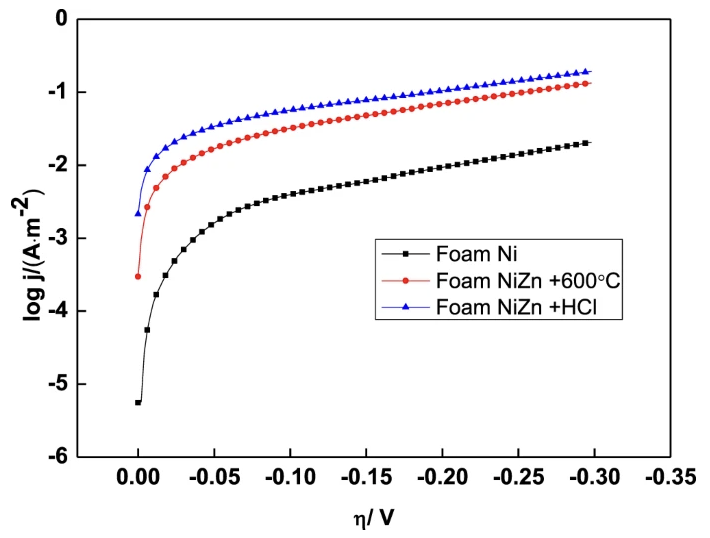 log j/(A·m⁻²)
0
-1
-2
-3
-4
-5
-6
Foam Ni
Foam NiZn +600°C
Foam NiZn +HCl
0.00 -0.05 -0.10 -0.15 -0.20 -0.25 -0.30 -0.35
η/ V